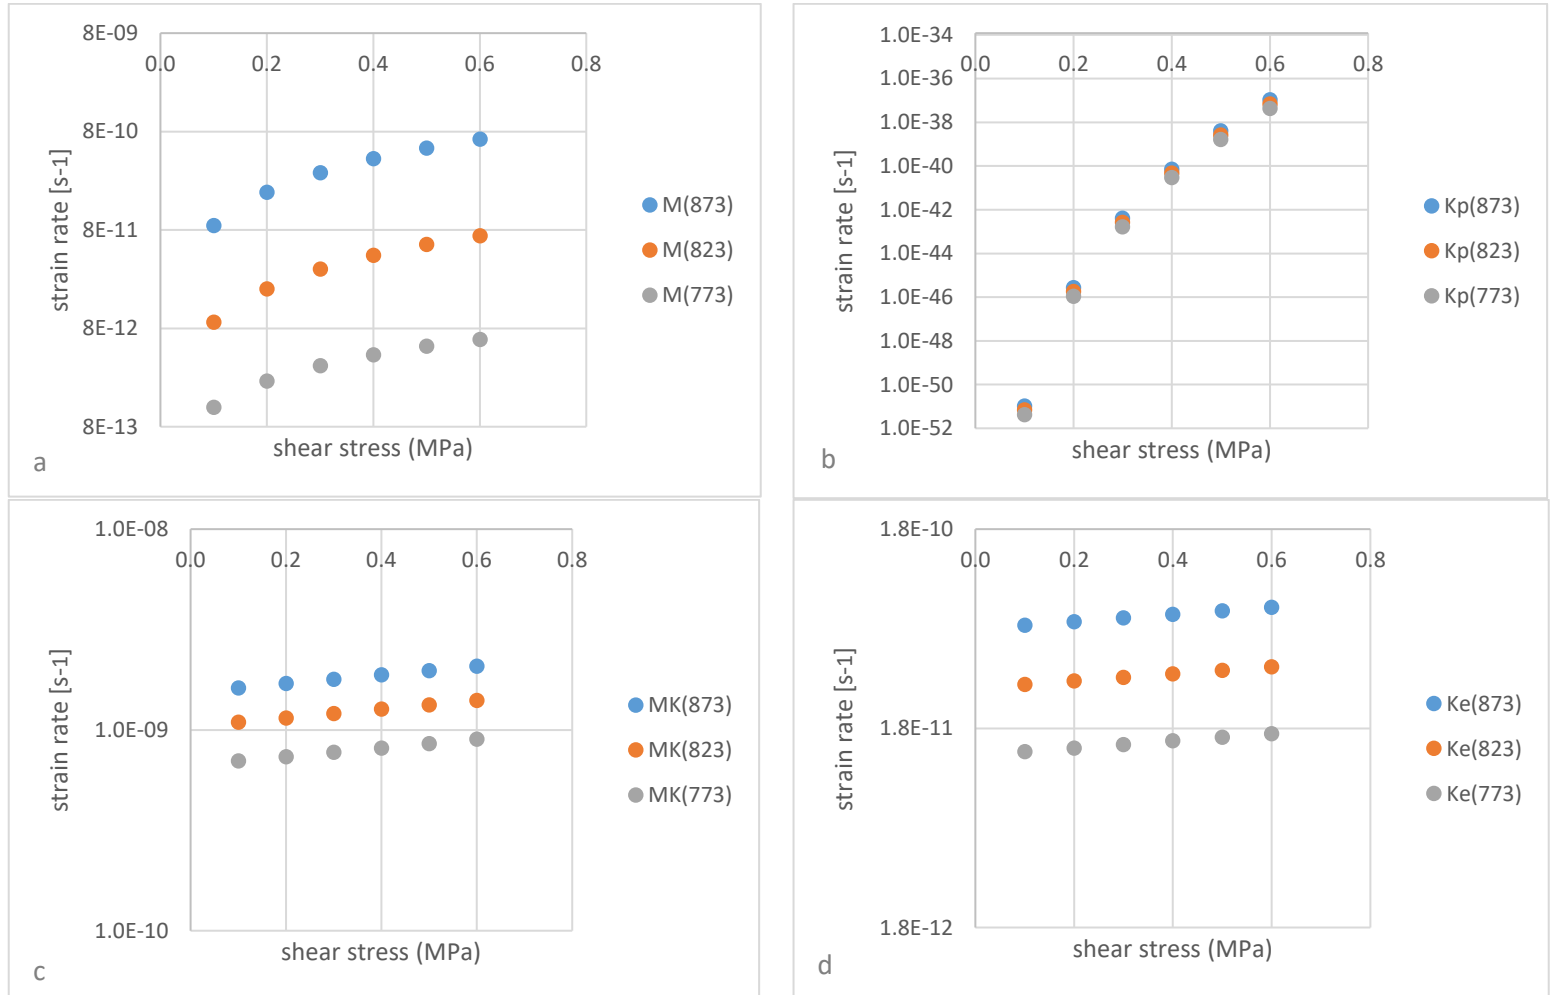 8E-09
0.0 0.2 0.4 0.6 0.8
8E-10
8E-11
8E-12
8E-13
strain rate [s-1]
shear stress (MPa)
M(873)
M(823)
M(773)
a
1.0E-34
0.0 0.2 0.4 0.6 0.8
1.0E-36
1.0E-38
1.0E-40
1.0E-42
1.0E-44
1.0E-46
1.0E-48
1.0E-50
1.0E-52
strain rate [s-1]
shear stress (MPa)
Kp(873)
Kp(823)
Kp(773)
b
1.0E-08
0.0 0.2 0.4 0.6 0.8
1.0E-09
1.0E-10
strain rate [s-1]
shear stress (MPa)
MK(873)
MK(823)
MK(773)
c
1.8E-10
0.0 0.2 0.4 0.6 0.8
1.8E-11
1.8E-12
strain rate [s-1]
shear stress (MPa)
Ke(873)
Ke(823)
Ke(773)
d